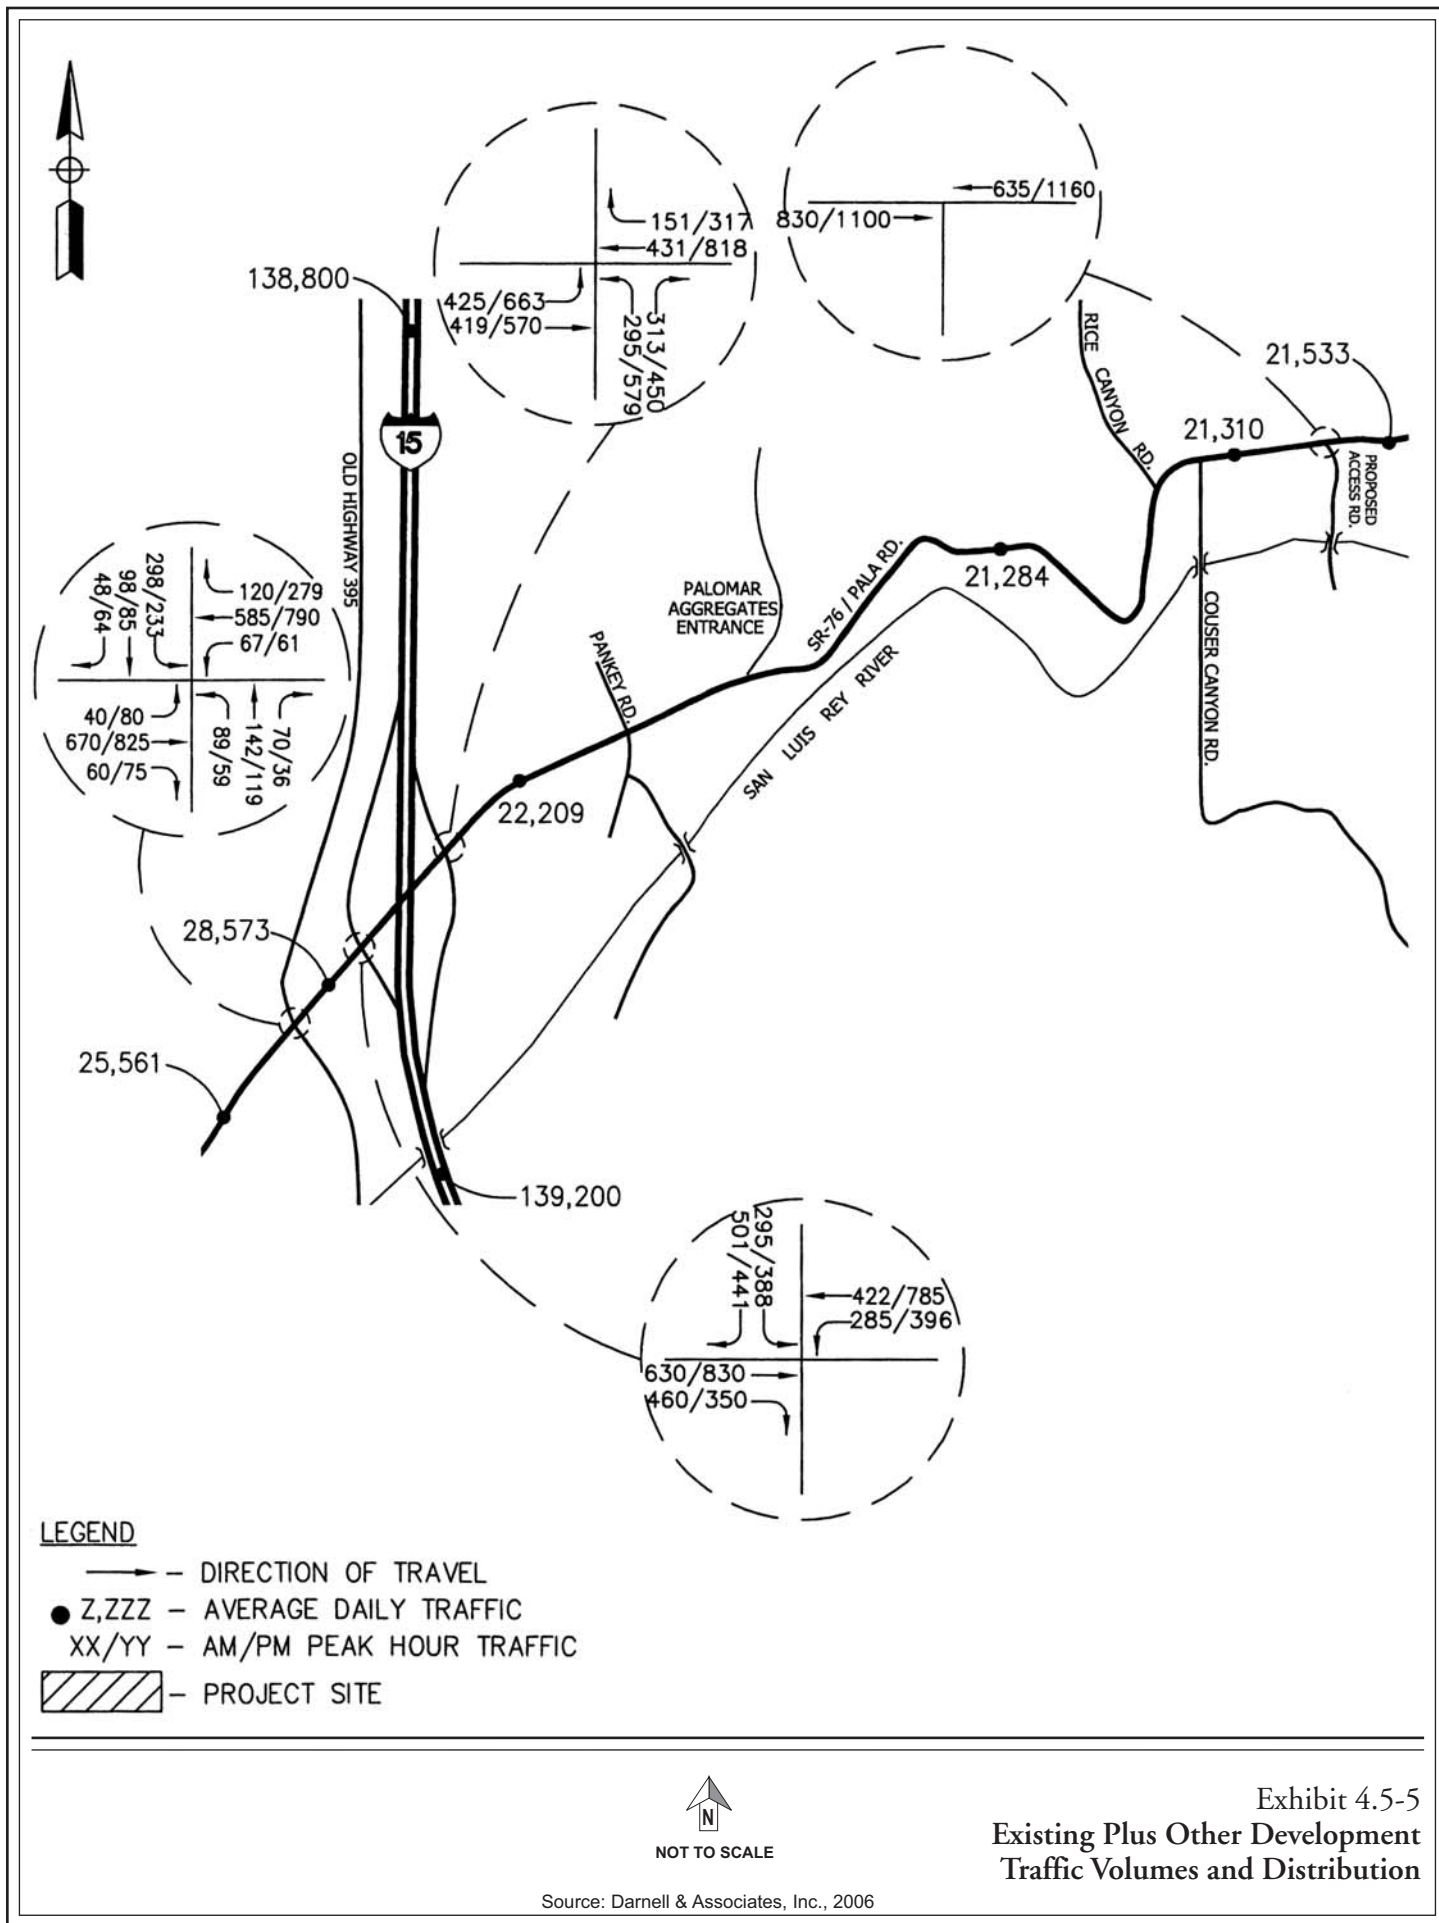 138,800
151/317
431/818
425/663
419/570
313/450
295/579
635/1160
830/1100
RICE CANYON RD.
21,533
21,310
PROPOSED
ACCESS RD.
15
OLD HIGHWAY 395
298/233
98/85
48/64
120/279
585/790
67/61
40/80
670/825
60/75
89/59
142/119
70/36
PALOMAR
AGGREGATES
ENTRANCE
SR-76 / PALA RD.
21,284
PANKEY RD.
SAN LUIS REY RIVER
COUSER CANYON RD.
22,209
28,573
25,561
139,200
295/388
501/441
422/785
285/396
630/830
460/350
LEGEND
– DIRECTION OF TRAVEL
Z,ZZZ – AVERAGE DAILY TRAFFIC
XX/YY – AM/PM PEAK HOUR TRAFFIC
– PROJECT SITE
N
NOT TO SCALE
Exhibit 4.5-5
Existing Plus Other Development
Traffic Volumes and Distribution
Source: Darnell & Associates, Inc., 2006